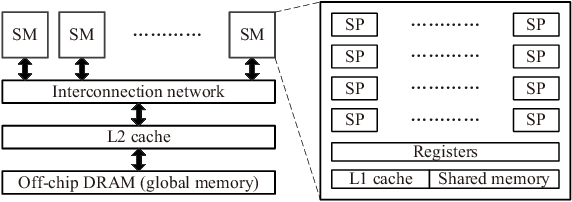 SM SM ………… SM
Interconnection network
L2 cache
Off-chip DRAM (global memory)
SP ………… SP
SP ………… SP
SP ………… SP
SP ………… SP
Registers
L1 cache Shared memory